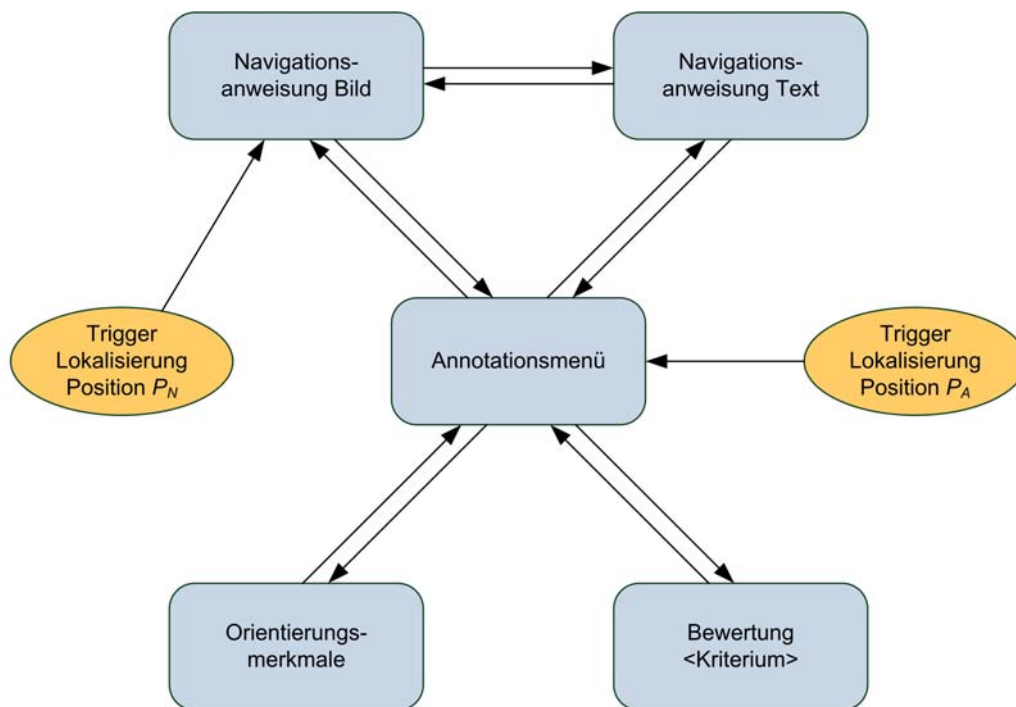 Navigations-
anweisung Bild
Navigations-
anweisung Text
Trigger
Lokalisierung
Position P_N
Annotationsmenü
Trigger
Lokalisierung
Position P_A
Orientierungs-
merkmale
Bewertung
<Kriterium>